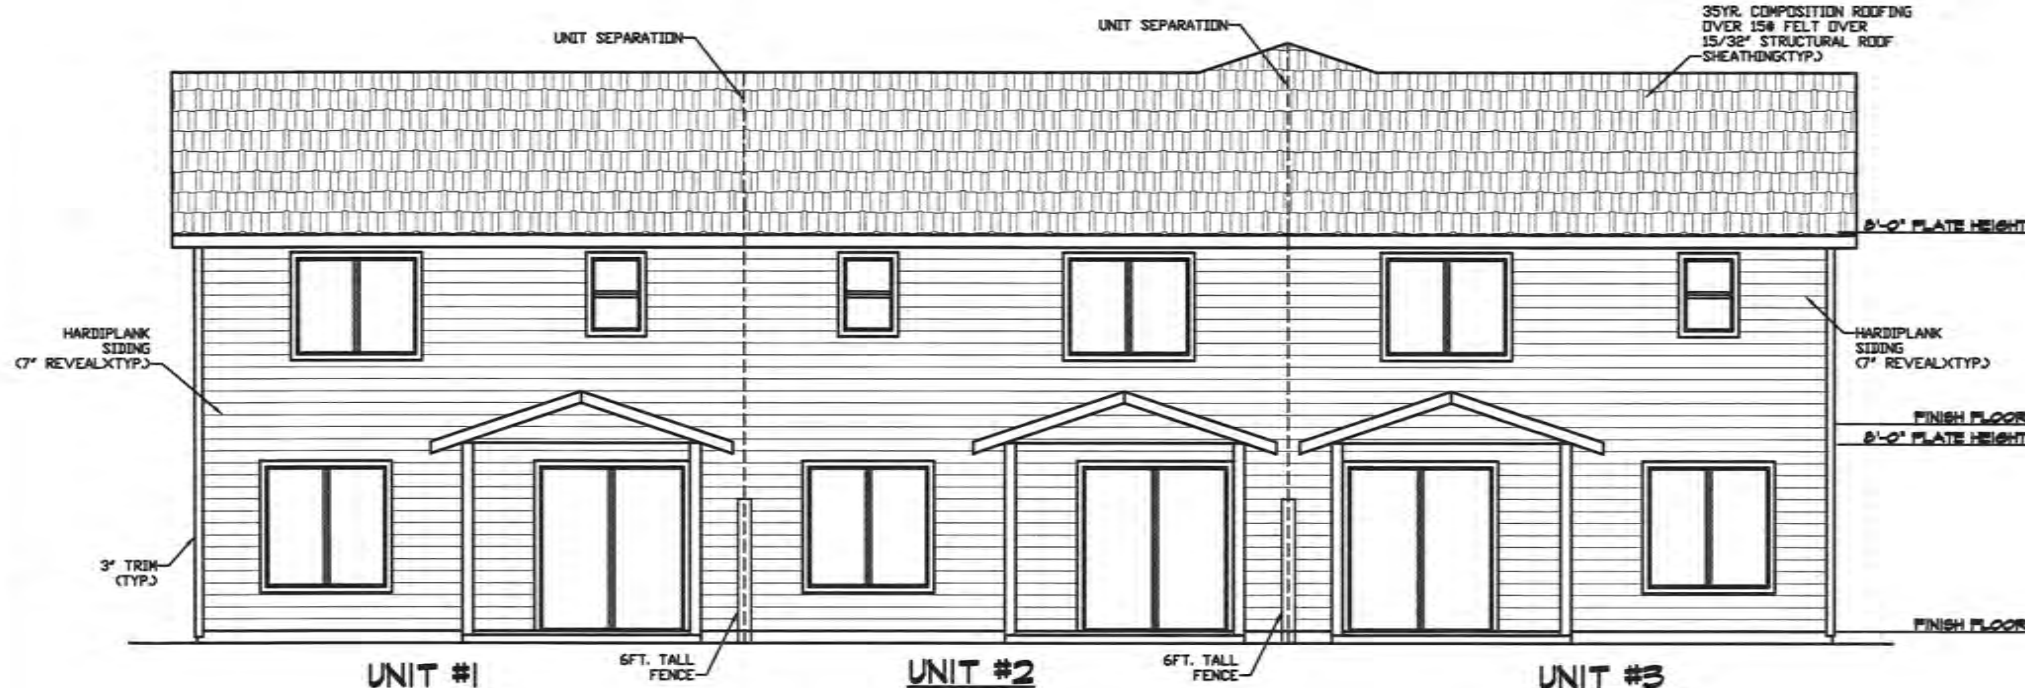 35YR. COMPOSITION ROOFING
OVER 15# FELT OVER
15/32" STRUCTURAL ROOF
SHEATHING(TYP.)
UNIT SEPARATION
UNIT SEPARATION
8'-0" PLATE HEIGHT
HARDIPLANK
SIDING
(7" REVEAL)(TYP.)
HARDIPLANK
SIDING
(7" REVEAL)(TYP.)
FINISH FLOOR
8'-0" PLATE HEIGHT
3" TRIM
(TYP.)
FINISH FLOOR
6FT. TALL
FENCE
6FT. TALL
FENCE
UNIT #1
UNIT #2
UNIT #3